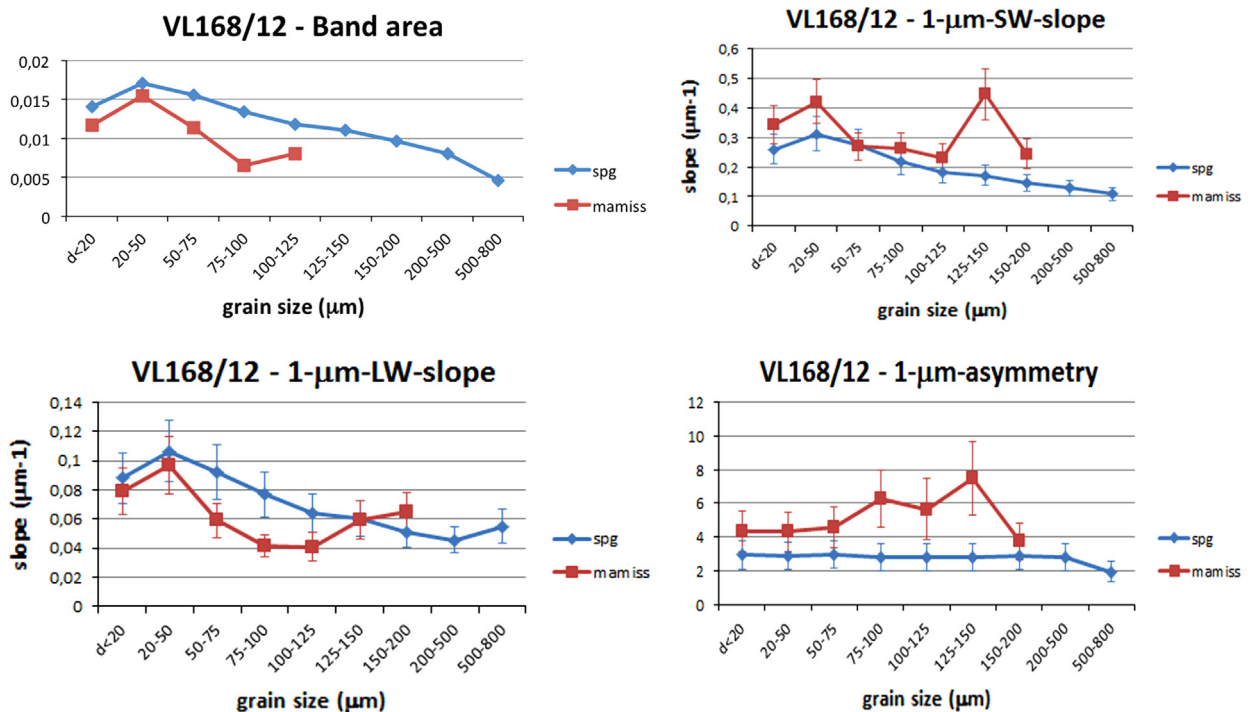 VL168/12 - Band area
0,02
0,015
0,01
0,005
0
d<20
20-50
50-75
75-100
100-125
125-150
150-200
200-500
500-800
grain size (μm)
spg
mamiss
VL168/12 - 1-μm-SW-slope
slope (μm-1)
0,6
0,5
0,4
0,3
0,2
0,1
0
d<20
20-50
50-75
75-100
100-125
125-150
150-200
200-500
500-800
grain size (μm)
spg
mamiss
VL168/12 - 1-μm-LW-slope
slope (μm-1)
0,14
0,12
0,1
0,08
0,06
0,04
0,02
0
d<20
20-50
50-75
75-100
100-125
125-150
150-200
200-500
500-800
grain size (μm)
spg
mamiss
VL168/12 - 1-μm-asymmetry
12
10
8
6
4
2
0
d<20
20-50
50-75
75-100
100-125
125-150
150-200
200-500
500-800
grain size (μm)
spg
mamiss